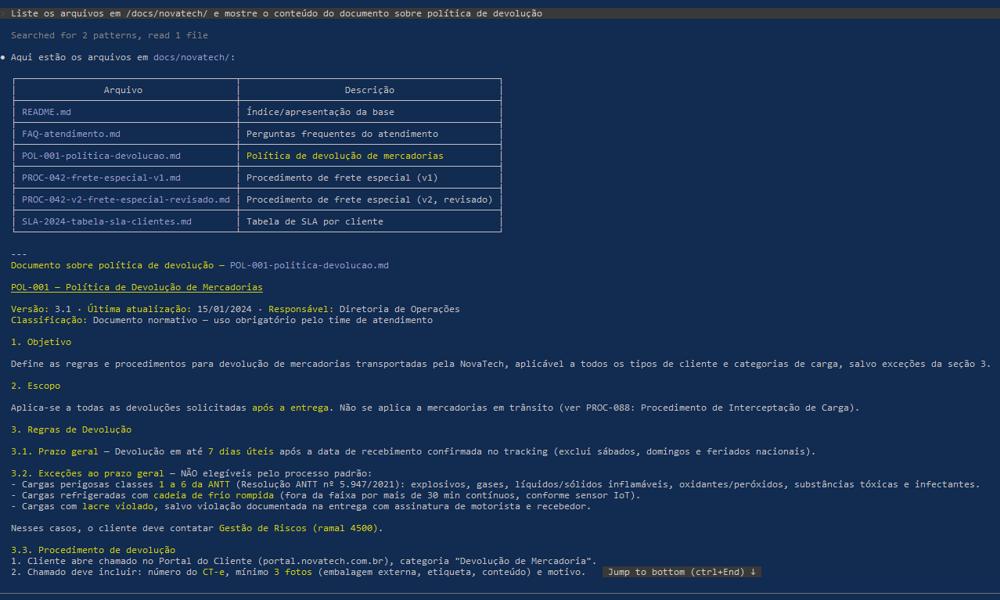 Liste os arquivos em /docs/novatech/ e mostre o conteúdo do documento sobre política de devolução
Searched for 2 patterns, read 1 file
● Aqui estão os arquivos em docs/novatech/:
Arquivo Descrição
README.md Índice/apresentação da base
FAQ-atendimento.md Perguntas frequentes do atendimento
POL-001-politica-devolucao.md Política de devolução de mercadorias
PROC-042-frete-especial-v1.md Procedimento de frete especial (v1)
PROC-042-v2-frete-especial-revisado.md Procedimento de frete especial (v2, revisado)
SLA-2024-tabela-sla-clientes.md Tabela de SLA por cliente
---
Documento sobre política de devolução — POL-001-politica-devolucao.md
POL-001 — Política de Devolução de Mercadorias
Versão: 3.1 · Última atualização: 15/01/2024 · Responsável: Diretoria de Operações
Classificação: Documento normativo — uso obrigatório pelo time de atendimento
1. Objetivo
Define as regras e procedimentos para devolução de mercadorias transportadas pela NovaTech, aplicável a todos os tipos de cliente e categorias de carga, salvo exceções da seção 3.
2. Escopo
Aplica-se a todas as devoluções solicitadas após a entrega. Não se aplica a mercadorias em trânsito (ver PROC-088: Procedimento de Interceptação de Carga).
3. Regras de Devolução
3.1. Prazo geral — Devolução em até 7 dias úteis após a data de recebimento confirmada no tracking (exclui sábados, domingos e feriados nacionais).
3.2. Exceções ao prazo geral — NÃO elegíveis pelo processo padrão:
- Cargas perigosas classes 1 a 6 da ANTT (Resolução ANTT nº 5.947/2021): explosivos, gases, líquidos/sólidos inflamáveis, oxidantes/peróxidos, substâncias tóxicas e infectantes.
- Cargas refrigeradas com cadeia de frio rompida (fora da faixa por mais de 30 min contínuos, conforme sensor IoT).
- Cargas com lacre violado, salvo violação documentada na entrega com assinatura de motorista e recebedor.
Nesses casos, o cliente deve contatar Gestão de Riscos (ramal 4500).
3.3. Procedimento de devolução
1. Cliente abre chamado no Portal do Cliente (portal.novatech.com.br), categoria "Devolução de Mercadoria".
2. Chamado deve incluir: número do CT-e, mínimo 3 fotos (embalagem externa, etiqueta, conteúdo) e motivo. Jump to bottom (ctrl+End) ↓